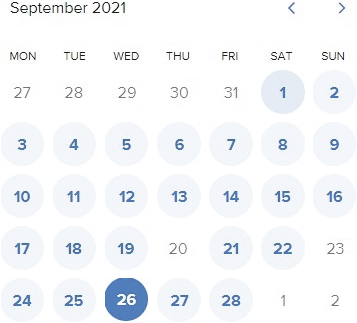 September 2021
MON TUE WED THU FRI SAT SUN
27 28 29 30 31 1 2
3 4 5 6 7 8 9
10 11 12 13 14 15 16
17 18 19 20 21 22 23
24 25 26 27 28 1 2